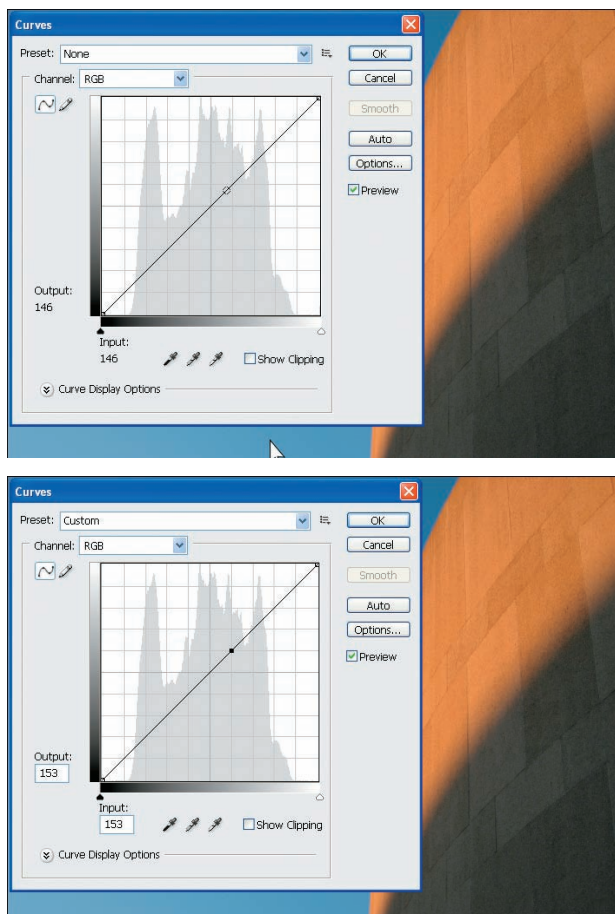 Curves
Preset: None
OK
Channel: RGB
Cancel
Smooth
Auto
Options...
Preview
Output:
146
Input:
146
Show Clipping
Curve Display Options
Curves
Preset: Custom
OK
Channel: RGB
Cancel
Smooth
Auto
Options...
Preview
Output:
153
Input:
153
Show Clipping
Curve Display Options